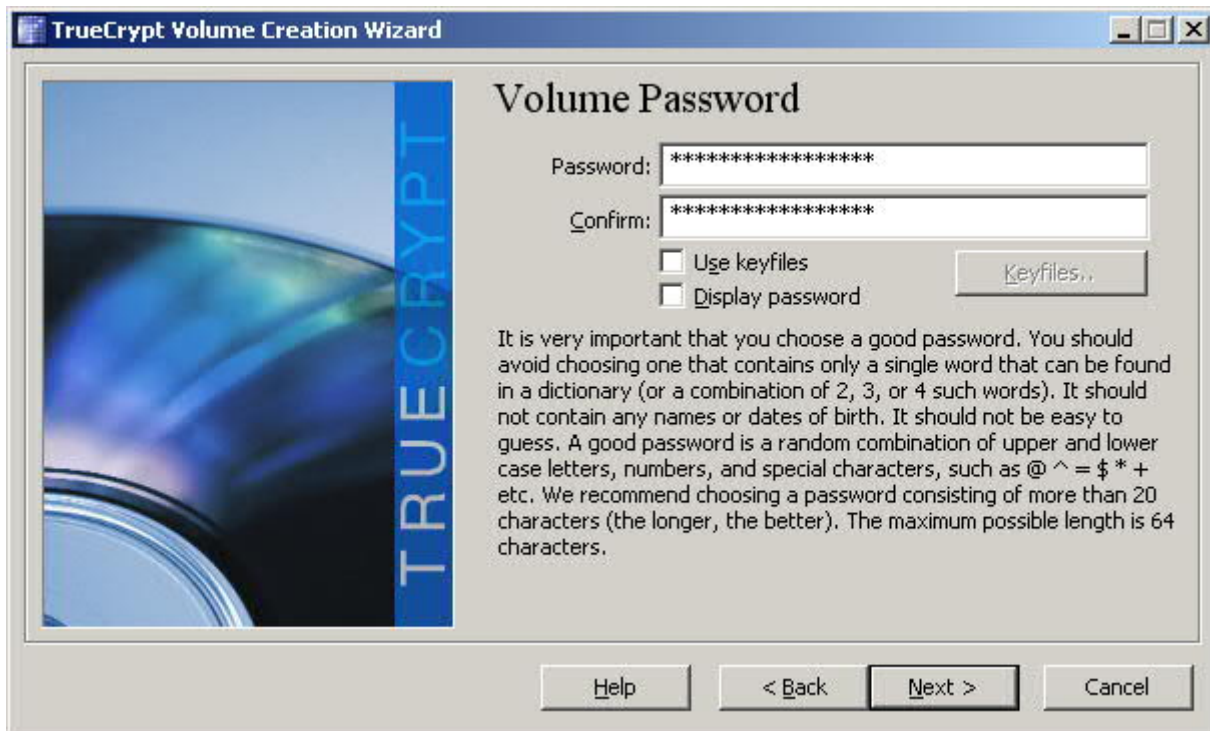 TrueCrypt Volume Creation Wizard
Volume Password
Password: *****************
Confirm: *****************
Use keyfiles
Keyfiles..
Display password
It is very important that you choose a good password. You should
avoid choosing one that contains only a single word that can be found
in a dictionary (or a combination of 2, 3, or 4 such words). It should
not contain any names or dates of birth. It should not be easy to
guess. A good password is a random combination of upper and lower
case letters, numbers, and special characters, such as @ ^ = $ * +
etc. We recommend choosing a password consisting of more than 20
characters (the longer, the better). The maximum possible length is 64
characters.
TRUECRYPT
Help
< Back
Next >
Cancel